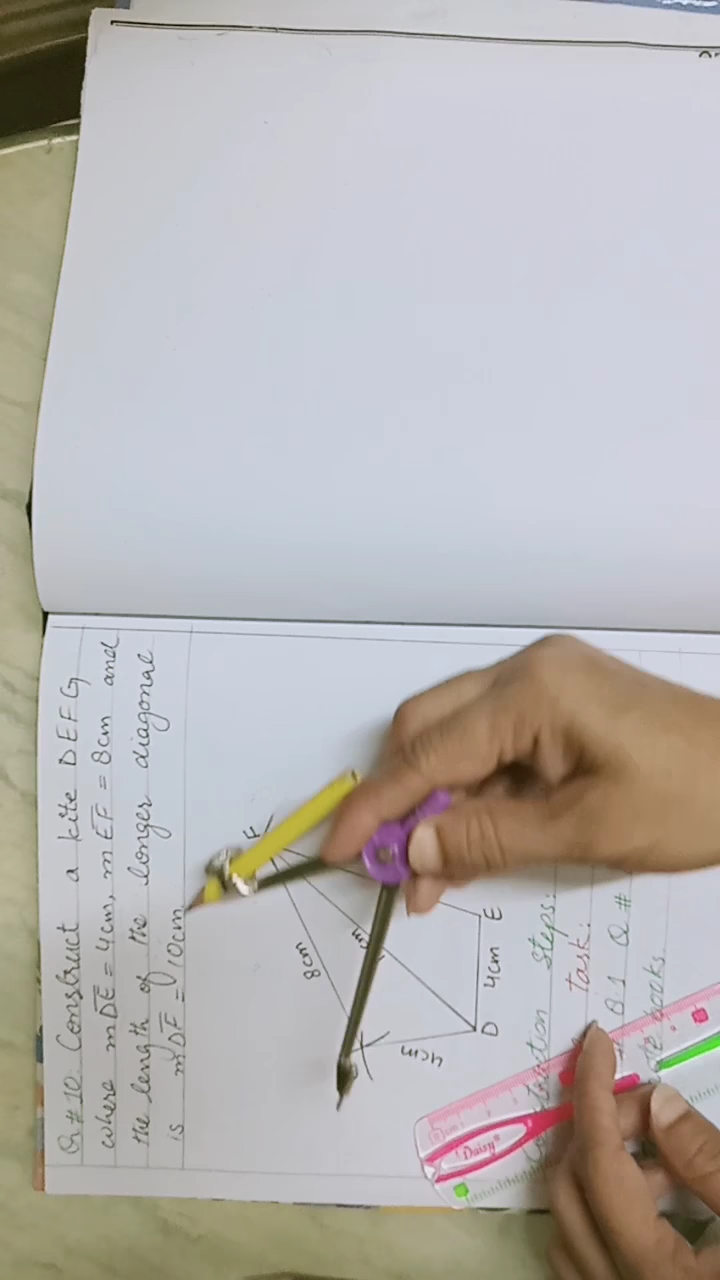 Q # 10: Construct a kite DEFG
where mDE = 4cm, mEF = 8cm and
the length of the longer diagonal
is mDF = 10cm
F
8cm
cm
E
4cm
D
4cm
steps:
task:
Q #
Daisy